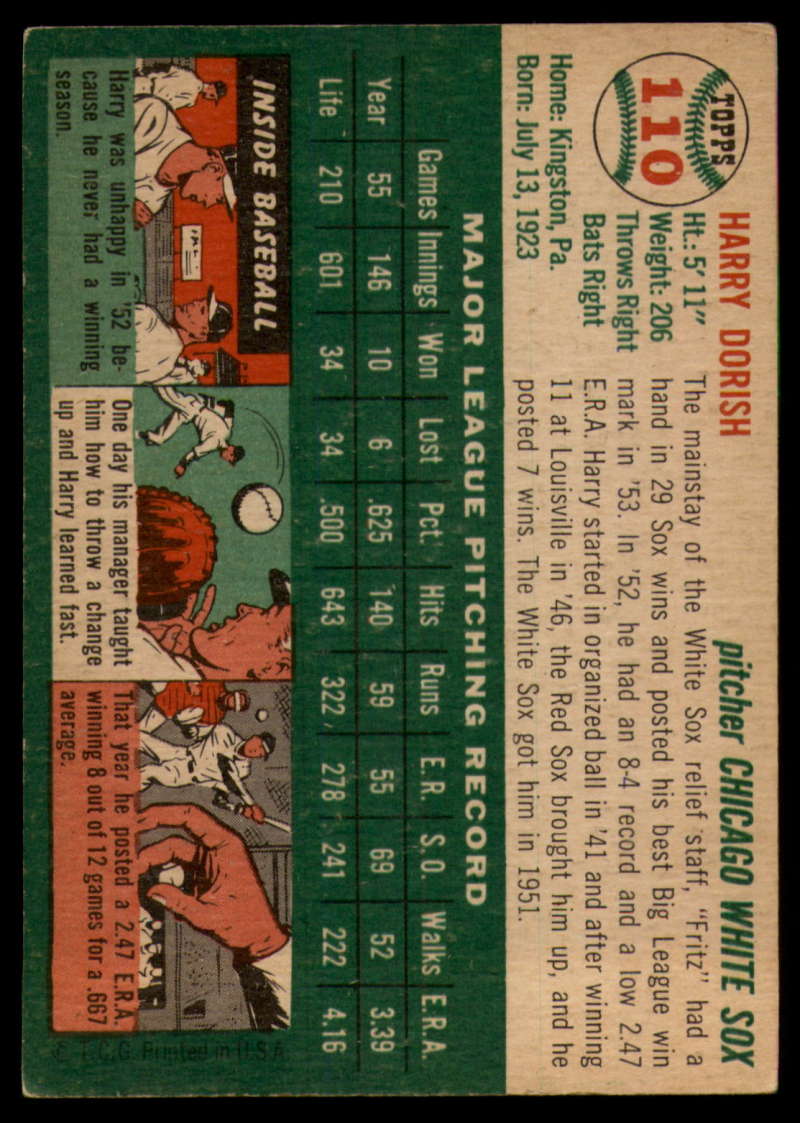 TOPPS
110
HARRY DORISH
pitcher CHICAGO WHITE SOX
Ht.: 5' 11"
Weight: 206
Throws Right
Bats Right
Home: Kingston, Pa.
Born: July 13, 1923
The mainstay of the White Sox relief staff, "Fritz" had a
hand in 29 Sox wins and posted his best Big League win
mark in '53. In '52, he had an 8-4 record and a low 2.47
E.R.A. Harry started in organized ball in '41 and after winning
11 at Louisville in '46, the Red Sox brought him up, and he
posted 7 wins. The White Sox got him in 1951.
MAJOR LEAGUE PITCHING RECORD
Games Innings Won Lost Pct. Hits Runs E.R. S.O. Walks E.R.A.
Year 55 146 10 6 .625 140 59 55 69 52 3.39
Life 210 601 34 34 .500 643 322 278 241 222 4.16
INSIDE BASEBALL
Harry was unhappy in '52 be-
cause he never had a winning
season.
One day his manager taught
him how to throw a change
up and Harry learned fast.
That year he posted a 2.47 E.R.A.
winning 8 out of 12 games for a .667
average.
© T.C.G. Printed in U.S.A.